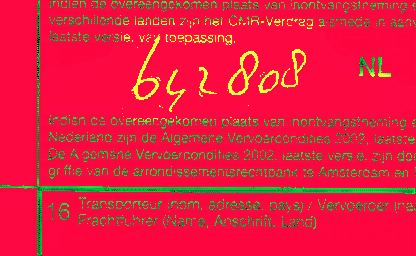 Indien de overeengekomen plaats van inontvangstneming e
verschillende landen zijn het CMR-Verdrag alsmede in aanv
laatste versie, van toepassing.
642808
NL
Indien de overeengekomen plaats van inontvangstneming e
Nederland zijn de Algemene Vervoercondities 2002, laatste
De Algemene Vervoercondities 2002, laatste versie, zijn doo
griffie van de arrondissementsrechtbank te Amsterdam en
16 Transporteur (nom, adresse, pays) / Vervoerder (na
Frachtführer (Name, Anschrift, Land)